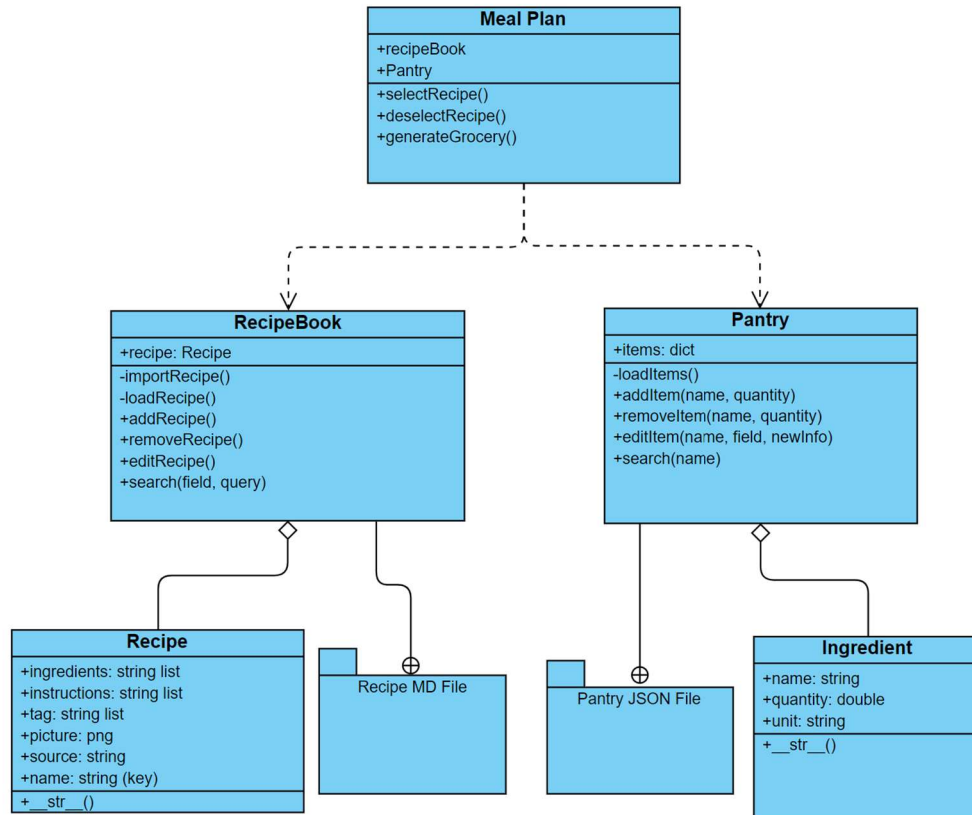 Meal Plan
+recipeBook
+Pantry
+selectRecipe()
+deselectRecipe()
+generateGrocery()
RecipeBook
+recipe: Recipe
-importRecipe()
-loadRecipe()
+addRecipe()
+removeRecipe()
+editRecipe()
+search(field, query)
Pantry
+items: dict
-loadItems()
+addItem(name, quantity)
+removeItem(name, quantity)
+editItem(name, field, newInfo)
+search(name)
Recipe
+ingredients: string list
+instructions: string list
+tag: string list
+picture: png
+source: string
+name: string (key)
+__str__()
Recipe MD File
Pantry JSON File
Ingredient
+name: string
+quantity: double
+unit: string
+__str__()